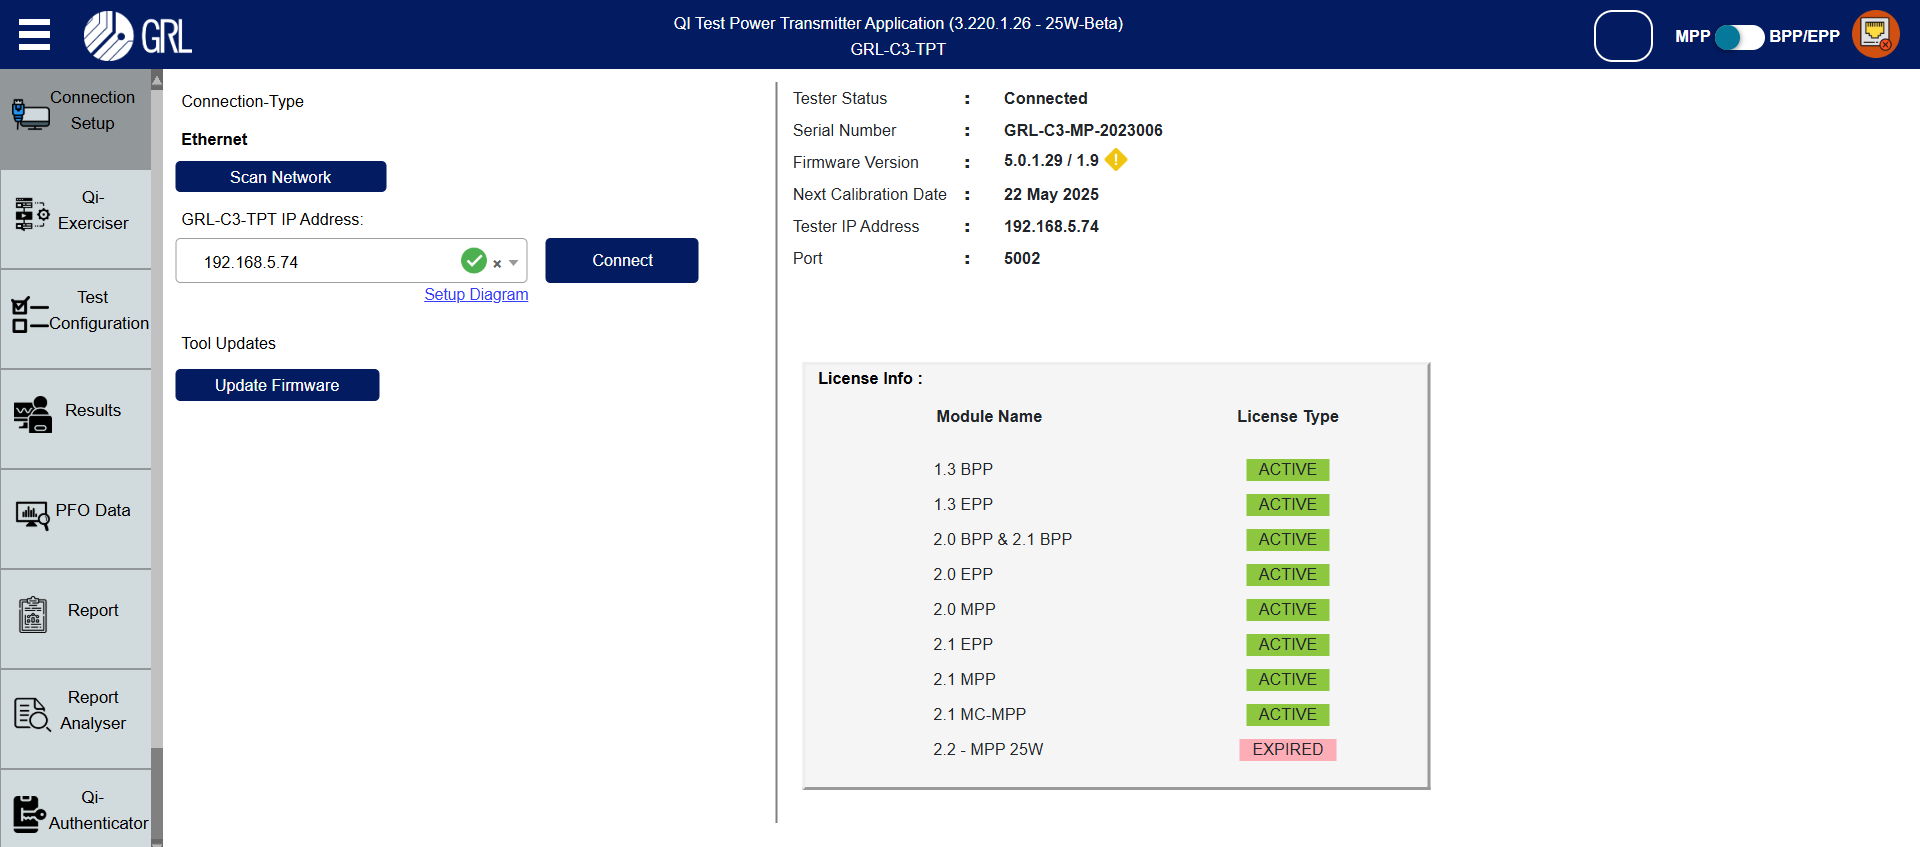 GRL
QI Test Power Transmitter Application (3.220.1.26 - 25W-Beta)
GRL-C3-TPT
MPP BPP/EPP
Connection
Setup
Qi-
Exerciser
Test
Configuration
Results
PFO Data
Report
Report
Analyser
Qi-
Authenticator
Connection-Type
Ethernet
Scan Network
GRL-C3-TPT IP Address:
192.168.5.74 × Connect
Setup Diagram
Tool Updates
Update Firmware
Tester Status : Connected
Serial Number : GRL-C3-MP-2023006
Firmware Version : 5.0.1.29 / 1.9
Next Calibration Date : 22 May 2025
Tester IP Address : 192.168.5.74
Port : 5002
License Info :
Module Name License Type
1.3 BPP ACTIVE
1.3 EPP ACTIVE
2.0 BPP & 2.1 BPP ACTIVE
2.0 EPP ACTIVE
2.0 MPP ACTIVE
2.1 EPP ACTIVE
2.1 MPP ACTIVE
2.1 MC-MPP ACTIVE
2.2 - MPP 25W EXPIRED